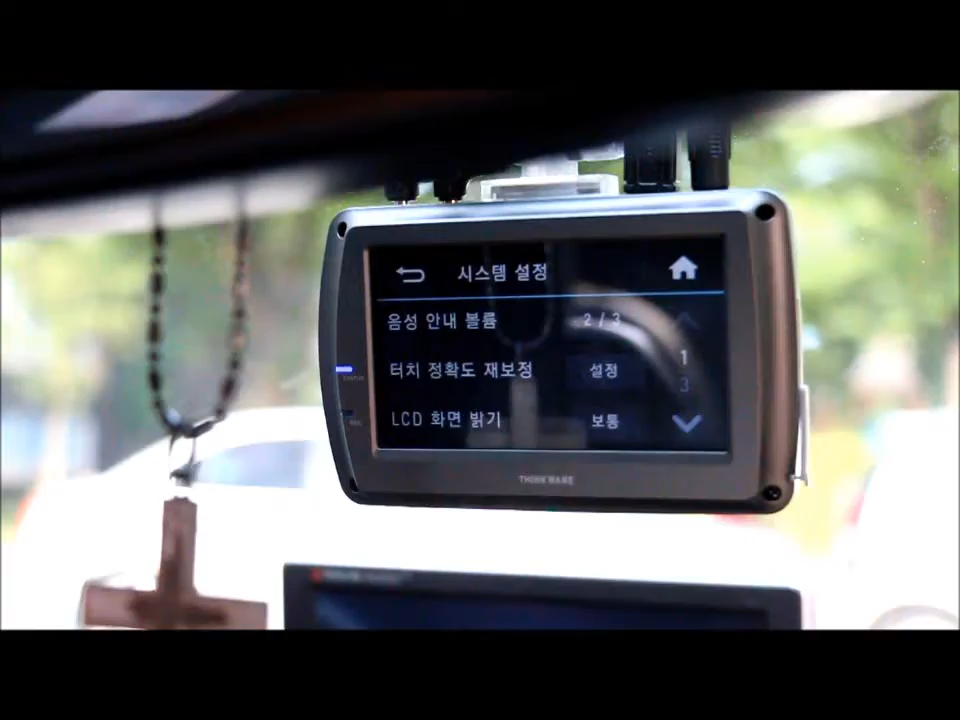 시스템 설정
음성 안내 볼륨 2 / 3
터치 정확도 재보정 설정
LCD 화면 밝기 보통
1
3
THINKWARE